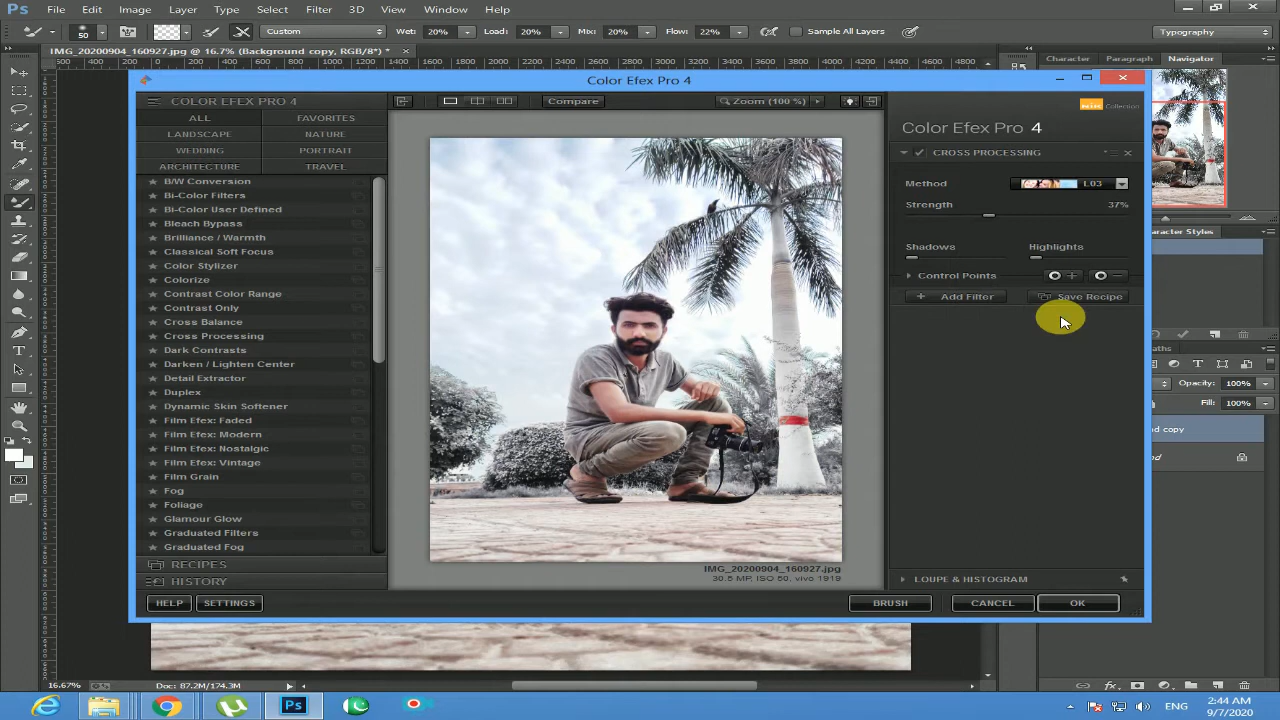 Ps File Edit Image Layer Type Select Filter 3D View Window Help
50 Custom Wet: 20% Load: 20% Mix: 20% Flow: 22% Sample All Layers Typography
IMG_20200904_160927.jpg @ 16.7% (Background copy, RGB/8*) * ×
Character Paragraph Navigator
Color Efex Pro 4
COLOR EFEX PRO 4 Compare Zoom (100 %)
Collection
ALL FAVORITES
LANDSCAPE NATURE
WEDDING PORTRAIT
ARCHITECTURE TRAVEL
Color Efex Pro 4
CROSS PROCESSING
Method L03
Strength 37%
Shadows Highlights
Control Points
Add Filter Save Recipe
B/W Conversion
Bi-Color Filters
Bi-Color User Defined
Bleach Bypass
Brilliance / Warmth
Classical Soft Focus
Color Stylizer
Colorize
Contrast Color Range
Contrast Only
Cross Balance
Cross Processing
Dark Contrasts
Darken / Lighten Center
Detail Extractor
Duplex
Dynamic Skin Softener
Film Efex: Faded
Film Efex: Modern
Film Efex: Nostalgic
Film Efex: Vintage
Film Grain
Fog
Foliage
Glamour Glow
Graduated Filters
Graduated Fog
RECIPES
HISTORY
IMG_20200904_160927.jpg
30.5 MP, ISO 50, vivo 1919
LOUPE & HISTOGRAM
HELP SETTINGS BRUSH CANCEL OK
aracter Styles
aths
Opacity: 100%
Fill: 100%
d copy
16.67% Doc: 87.2M/174.3M
ENG
2:44 AM
9/7/2020